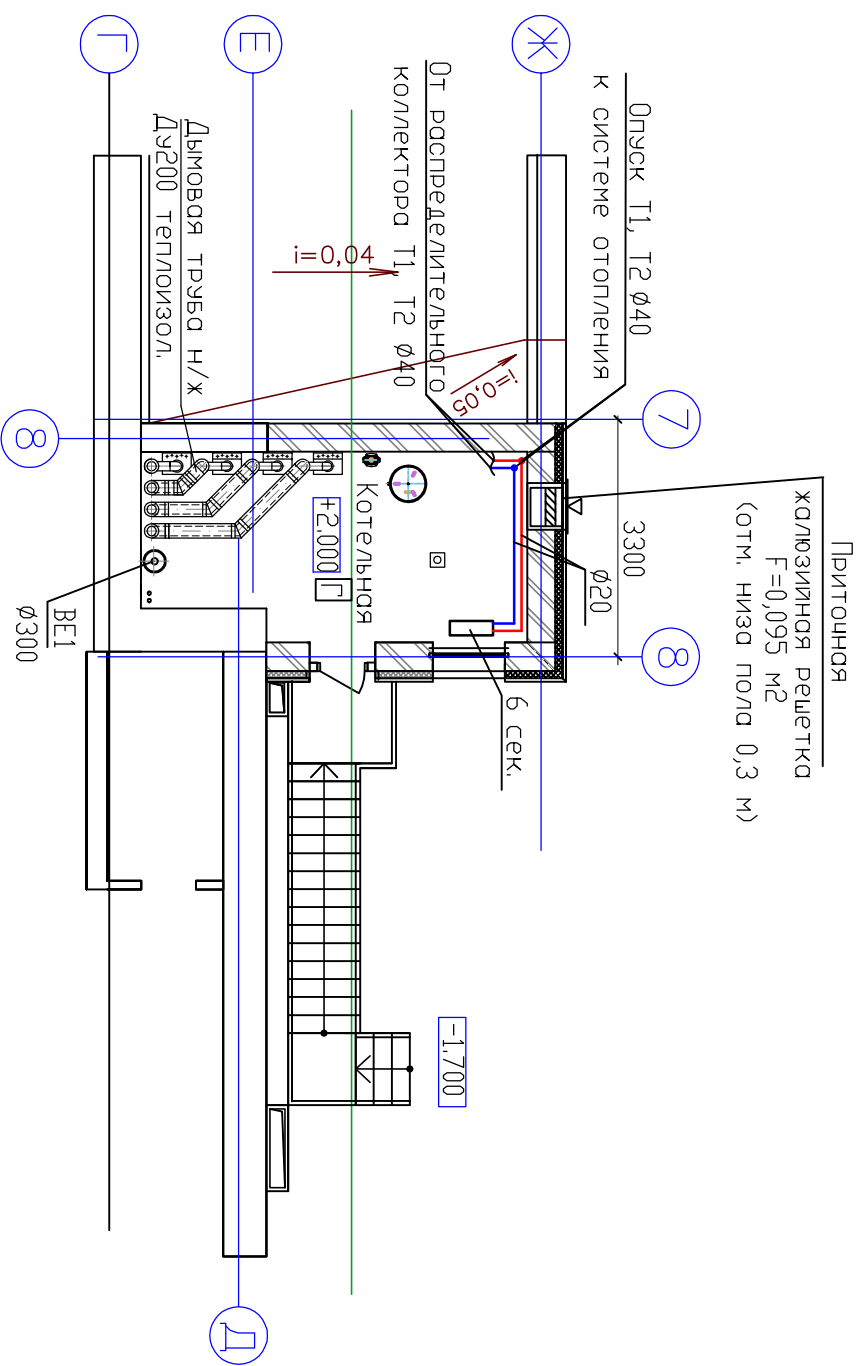 Приточная
жалюзийная решетка
F=0,095 м2
(отм. низа пола 0,3 м)
Опуск Т1, Т2 Ø40
к системе отопления
От распределительного
коллектора Т1, Т2 Ø40
Дымовая труба н/ж
Ду200 теплоизол.
i=0,04
i=0,05
3300
Ø20
6 сек.
Котельная
+2.000
Г
ВЕ1
Ø300
-1.700
Г
Е
Ж
7
8
8
Д